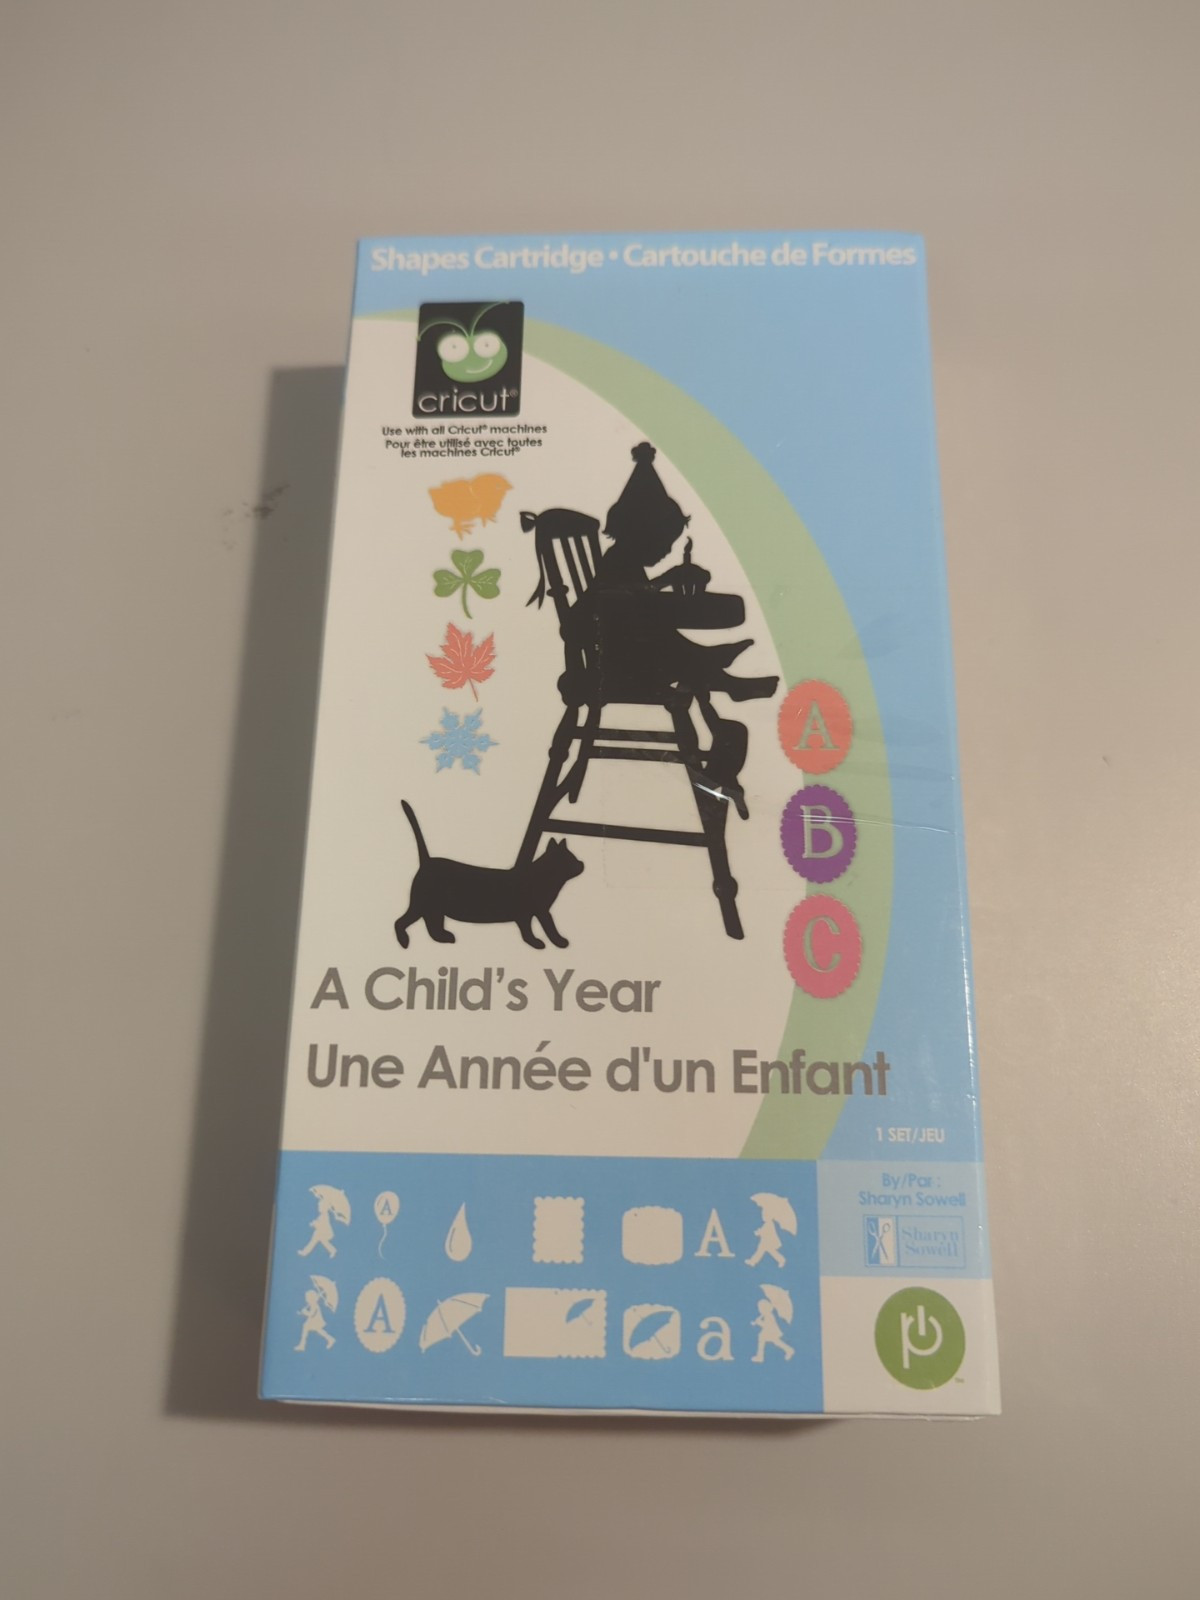 Shapes Cartridge • Cartouche de Formes
cricut®
Use with all Cricut® machines
Pour être utilisé avec toutes
les machines Cricut®
A
B
C
A Child's Year
Une Année d'un Enfant
1 SET/JEU
By/Par :
Sharyn Sowell
Sharyn
Sowell
A
A
A
a
™